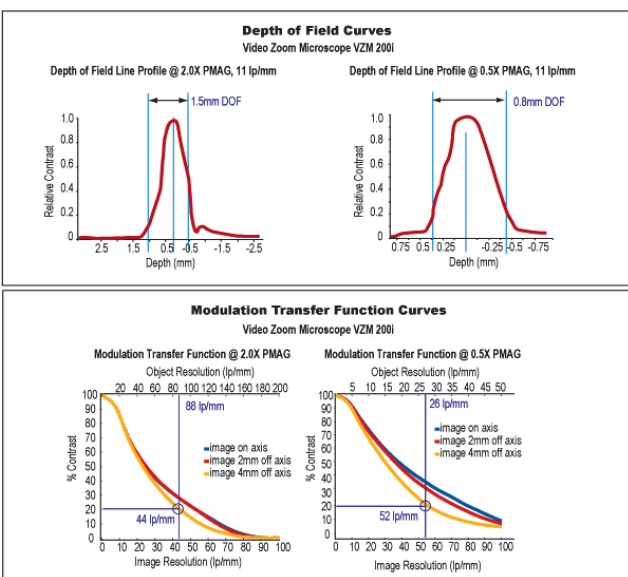 Depth of Field Curves
Video Zoom Microscope VZM 200i
Depth of Field Line Profile @ 2.0X PMAG, 11 lp/mm
1.5mm DOF
1.0
0.8
0.6
0.4
0.2
0
Relative Contrast
2.5 1.5 0.5 -0.5 -1.5 -2.5
Depth (mm)
Depth of Field Line Profile @ 0.5X PMAG, 11 lp/mm
0.8mm DOF
1.0
0.8
0.6
0.4
0.2
0
Relative Contrast
0.75 0.5 0.25 -0.25 -0.5 -0.75
Depth (mm)
Modulation Transfer Function Curves
Video Zoom Microscope VZM 200i
Modulation Transfer Function @ 2.0X PMAG
Object Resolution (lp/mm)
20 40 60 80 100 120 140 160 180 200
88 lp/mm
100
90
80
70
60
50
40
30
20
10
0
% Contrast
image on axis
image 2mm off axis
image 4mm off axis
44 lp/mm
0 10 20 30 40 50 60 70 80 90 100
Image Resolution (lp/mm)
Modulation Transfer Function @ 0.5X PMAG
Object Resolution (lp/mm)
5 10 15 20 25 30 35 40 45 50
26 lp/mm
100
90
80
70
60
50
40
30
20
10
0
% Contrast
image on axis
image 2mm off axis
image 4mm off axis
52 lp/mm
0 10 20 30 40 50 60 70 80 90 100
Image Resolution (lp/mm)